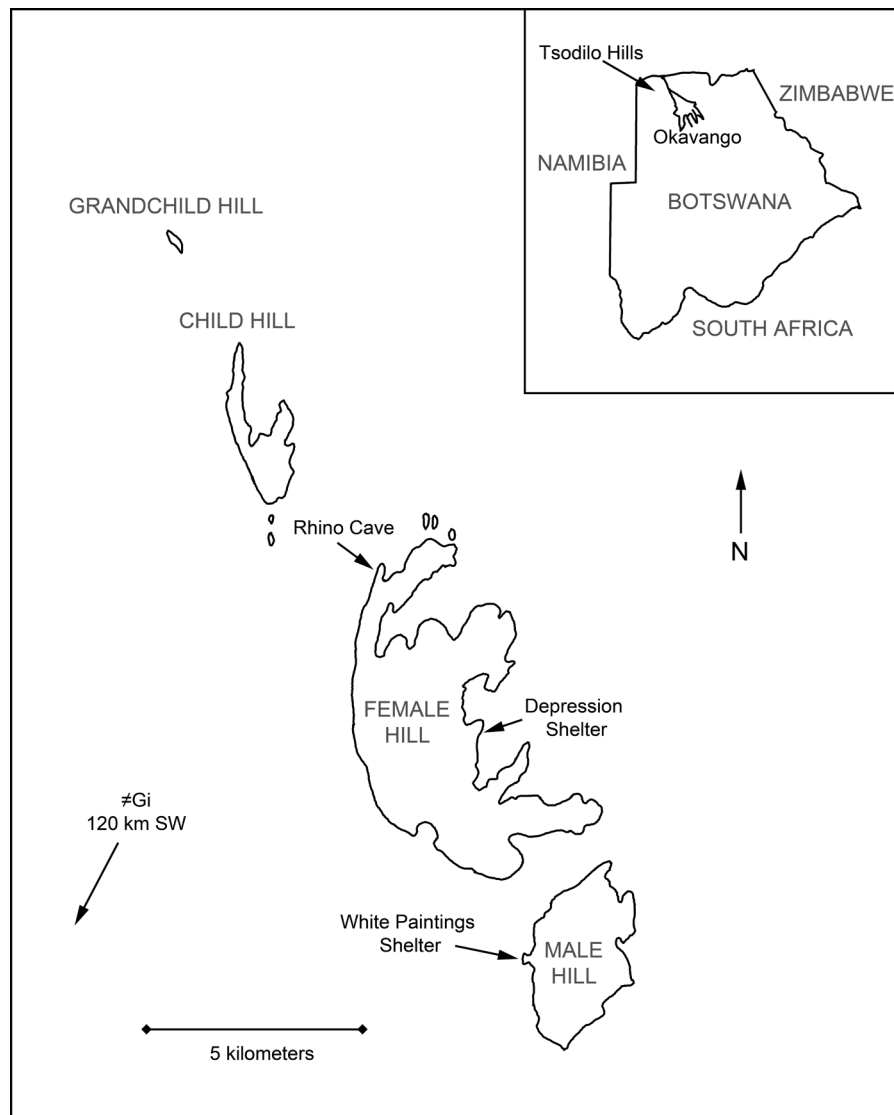 Tsodilo Hills
ZIMBABWE
Okavango
NAMIBIA
BOTSWANA
SOUTH AFRICA
GRANDCHILD HILL
CHILD HILL
N
Rhino Cave
FEMALE
HILL
Depression
Shelter
≠Gi
120 km SW
White Paintings
Shelter
MALE
HILL
5 kilometers